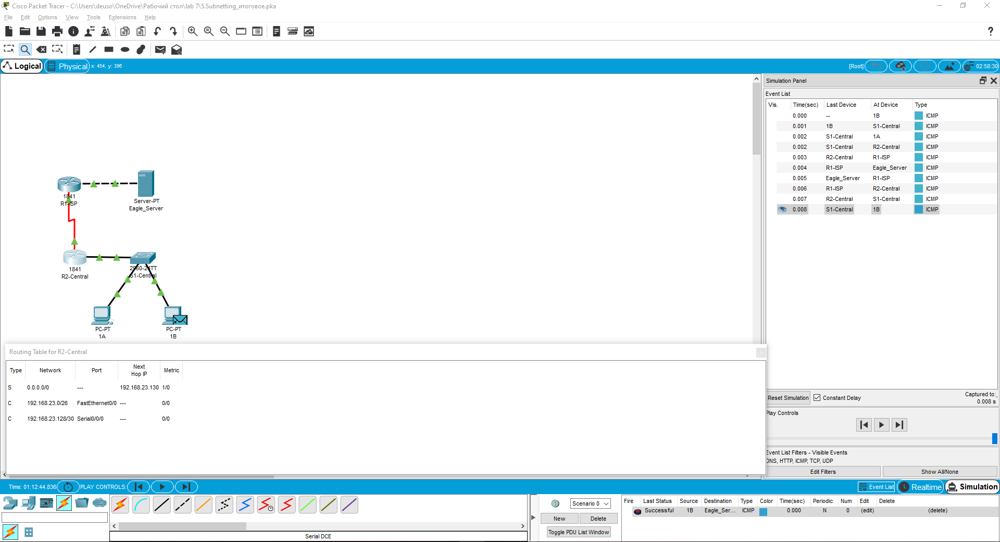 Cisco Packet Tracer - C:\Users\deuso\OneDrive\Рабочий стол\lab 7\5.Subnetting_итоговое.pka
File Edit Options View Tools Extensions Help
Logical Physical x: 454, y: 396 [Root] 02:58:30
1841
R1-ISP
Server-PT
Eagle_Server
1841
R2-Central
2960-24TT
S1-Central
PC-PT
1A
PC-PT
1B
Routing Table for R2-Central
Type Network Port Next Hop IP Metric
S 0.0.0.0/0 --- 192.168.23.130 1/0
C 192.168.23.0/26 FastEthernet0/0 --- 0/0
C 192.168.23.128/30 Serial0/0/0 --- 0/0
Simulation Panel
Event List
Vis. Time(sec) Last Device At Device Type
0.000 -- 1B ICMP
0.001 1B S1-Central ICMP
0.002 S1-Central 1A ICMP
0.002 S1-Central R2-Central ICMP
0.003 R2-Central R1-ISP ICMP
0.004 R1-ISP Eagle_Server ICMP
0.005 Eagle_Server R1-ISP ICMP
0.006 R1-ISP R2-Central ICMP
0.007 R2-Central S1-Central ICMP
0.008 S1-Central 1B ICMP
Reset Simulation Constant Delay Captured to:
0.008 s
Play Controls
Event List Filters - Visible Events
DNS, HTTP, ICMP, TCP, UDP
Edit Filters Show All/None
Time: 01:12:44.836 PLAY CONTROLS: Event List Realtime Simulation
Serial DCE
Scenario 0
New Delete
Toggle PDU List Window
Fire Last Status Source Destination Type Color Time(sec) Periodic Num Edit Delete
Successful 1B Eagle_Ser... ICMP 0.000 N 0 (edit) (delete)